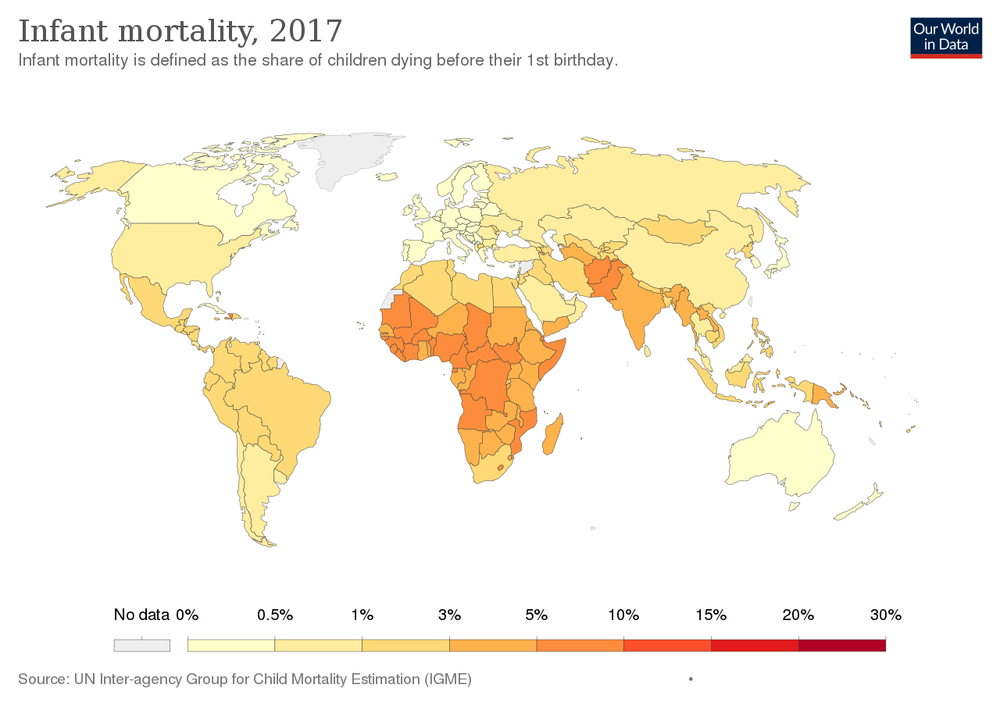 Infant mortality, 2017
Our World
in Data
Infant mortality is defined as the share of children dying before their 1st birthday.
No data 0% 0.5% 1% 3% 5% 10% 15% 20% 30%
Source: UN Inter-agency Group for Child Mortality Estimation (IGME) •